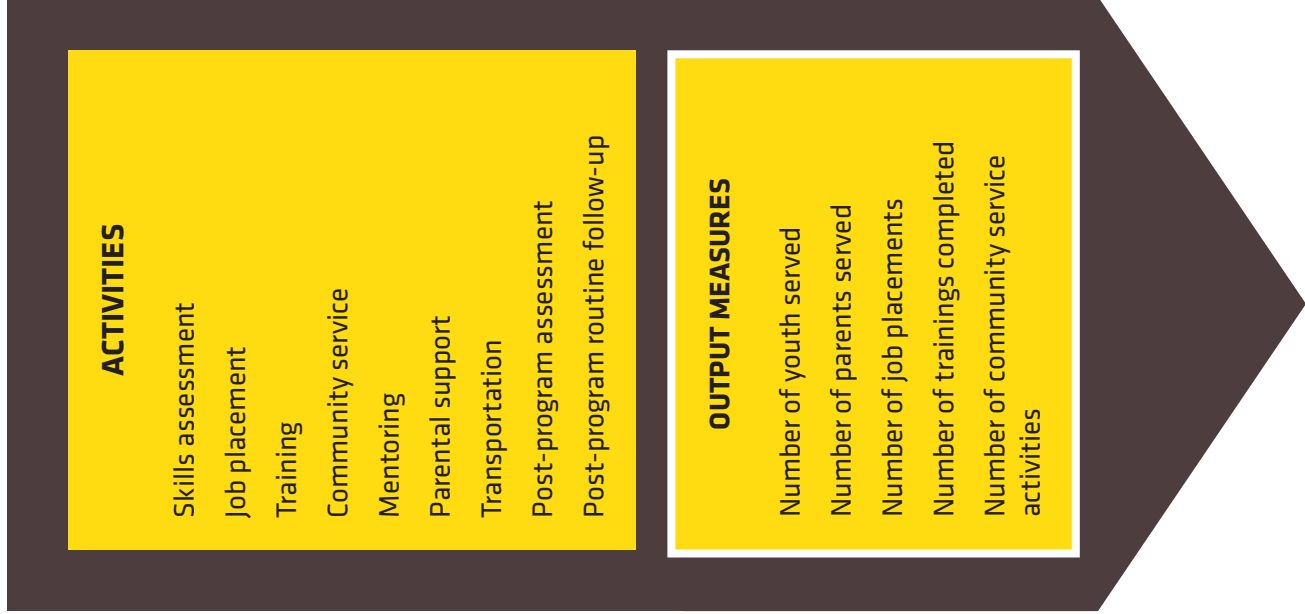 ACTIVITIES
Skills assessment
Job placement
Training
Community service
Mentoring
Parental support
Transportation
Post-program assessment
Post-program routine follow-up
OUTPUT MEASURES
Number of youth served
Number of parents served
Number of job placements
Number of trainings completed
Number of community service
activities